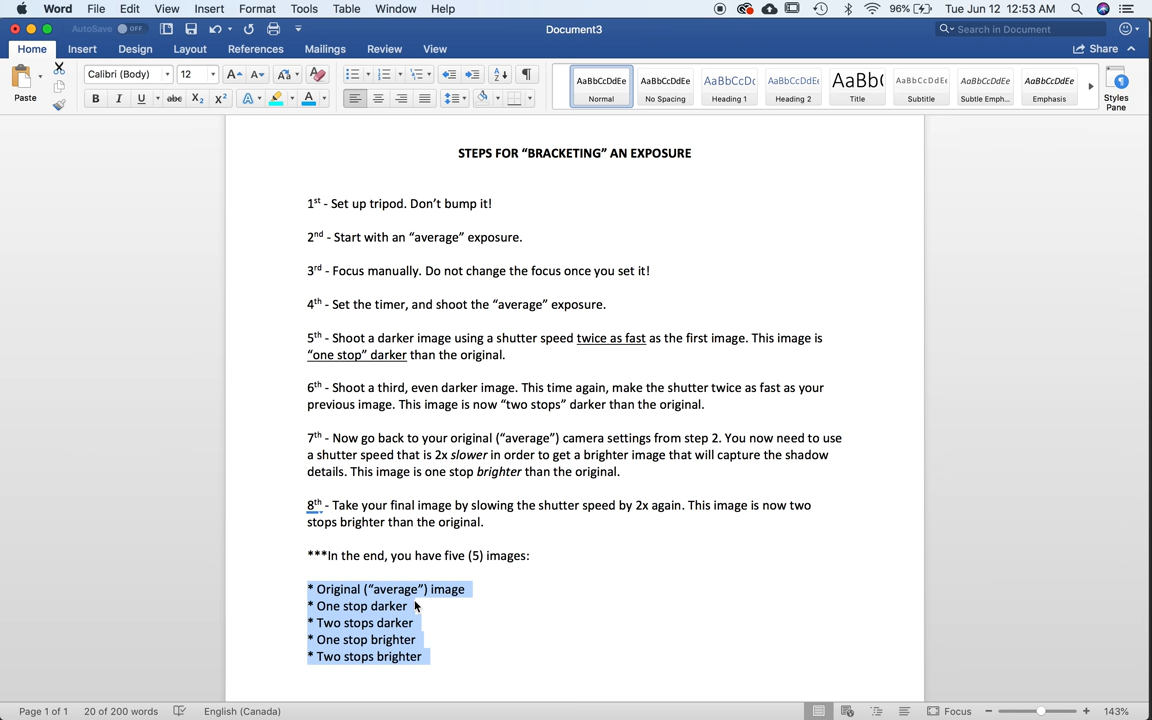 Word File Edit View Insert Format Tools Table Window Help 96% Tue Jun 12 12:53 AM
AutoSave OFF Document3 Search in Document
Home Insert Design Layout References Mailings Review View Share
Paste Calibri (Body) 12 AaBbCcDdEe AaBbCcDdEe AaBbCcDc AaBbCcDdEe AaBb( AaBbCcDdEe AaBbCcDdEe AaBbCcDdEe
B I U abc X₂ X² A A Normal No Spacing Heading 1 Heading 2 Title Subtitle Subtle Emph... Emphasis Styles Pane
STEPS FOR “BRACKETING” AN EXPOSURE
1st - Set up tripod. Don’t bump it!
2nd - Start with an “average” exposure.
3rd - Focus manually. Do not change the focus once you set it!
4th - Set the timer, and shoot the “average” exposure.
5th - Shoot a darker image using a shutter speed twice as fast as the first image. This image is
“one stop” darker than the original.
6th - Shoot a third, even darker image. This time again, make the shutter twice as fast as your
previous image. This image is now “two stops” darker than the original.
7th - Now go back to your original (“average”) camera settings from step 2. You now need to use
a shutter speed that is 2x slower in order to get a brighter image that will capture the shadow
details. This image is one stop brighter than the original.
8th - Take your final image by slowing the shutter speed by 2x again. This image is now two
stops brighter than the original.
***In the end, you have five (5) images:
* Original (“average”) image
* One stop darker
* Two stops darker
* One stop brighter
* Two stops brighter
Page 1 of 1 20 of 200 words English (Canada) Focus 143%